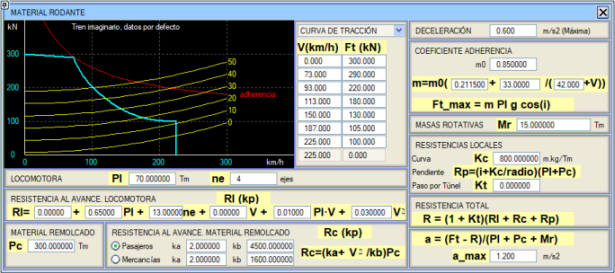 MATERIAL RODANTE
kN
Tren imaginario, datos por defecto
300
200
100
0
50
40
30
20
10
0
adherencia
0 100 200 300 km/h
CURVA DE TRACCIÓN
V(km/h) Ft (kN)
0.000 300.000
73.000 290.000
93.000 220.000
113.000 180.000
150.000 130.000
187.000 105.000
225.000 100.000
225.000 0.000
DECELERACIÓN 0.600 m/s2 (Máxima)
COEFICIENTE ADHERENCIA
m0 0.850000
m=m0( 0.211500 + 33.0000 /( 42.000 +V))
Ft_max = m Pl g cos(i)
MASAS ROTATIVAS Mr 15.000000 Tm
RESISTENCIAS LOCALES
Curva Kc 800.000000 m.kg/Tm
Pendiente Rp=(i+Kc/radio)(Pl+Pc)
Paso por Túnel Kt 0.000000
LOCOMOTORA Pl 70.000000 Tm ne 4 ejes
RESISTENCIA AL AVANCE. LOCOMOTORA Rl (kp)
Rl= 0.00000 + 0.65000 Pl + 13.00000 ne + 0.00000 V + 0.01000 Pl·V + 0.030000 V2
RESISTENCIA TOTAL
R = (1 + Kt)(Rl + Rc + Rp)
MATERIAL REMOLCADO
Pc 300.000000 Tm
RESISTENCIA AL AVANCE. MATERIAL REMOLCADO Rc (kp)
Pasajeros ka 2.000000 kb 4500.000000
Mercancías ka 2.000000 kb 1600.000000
Rc=(ka+ V2 /kb)Pc
a = (Ft - R)/(Pl + Pc + Mr)
a_max 1.200 m/s2